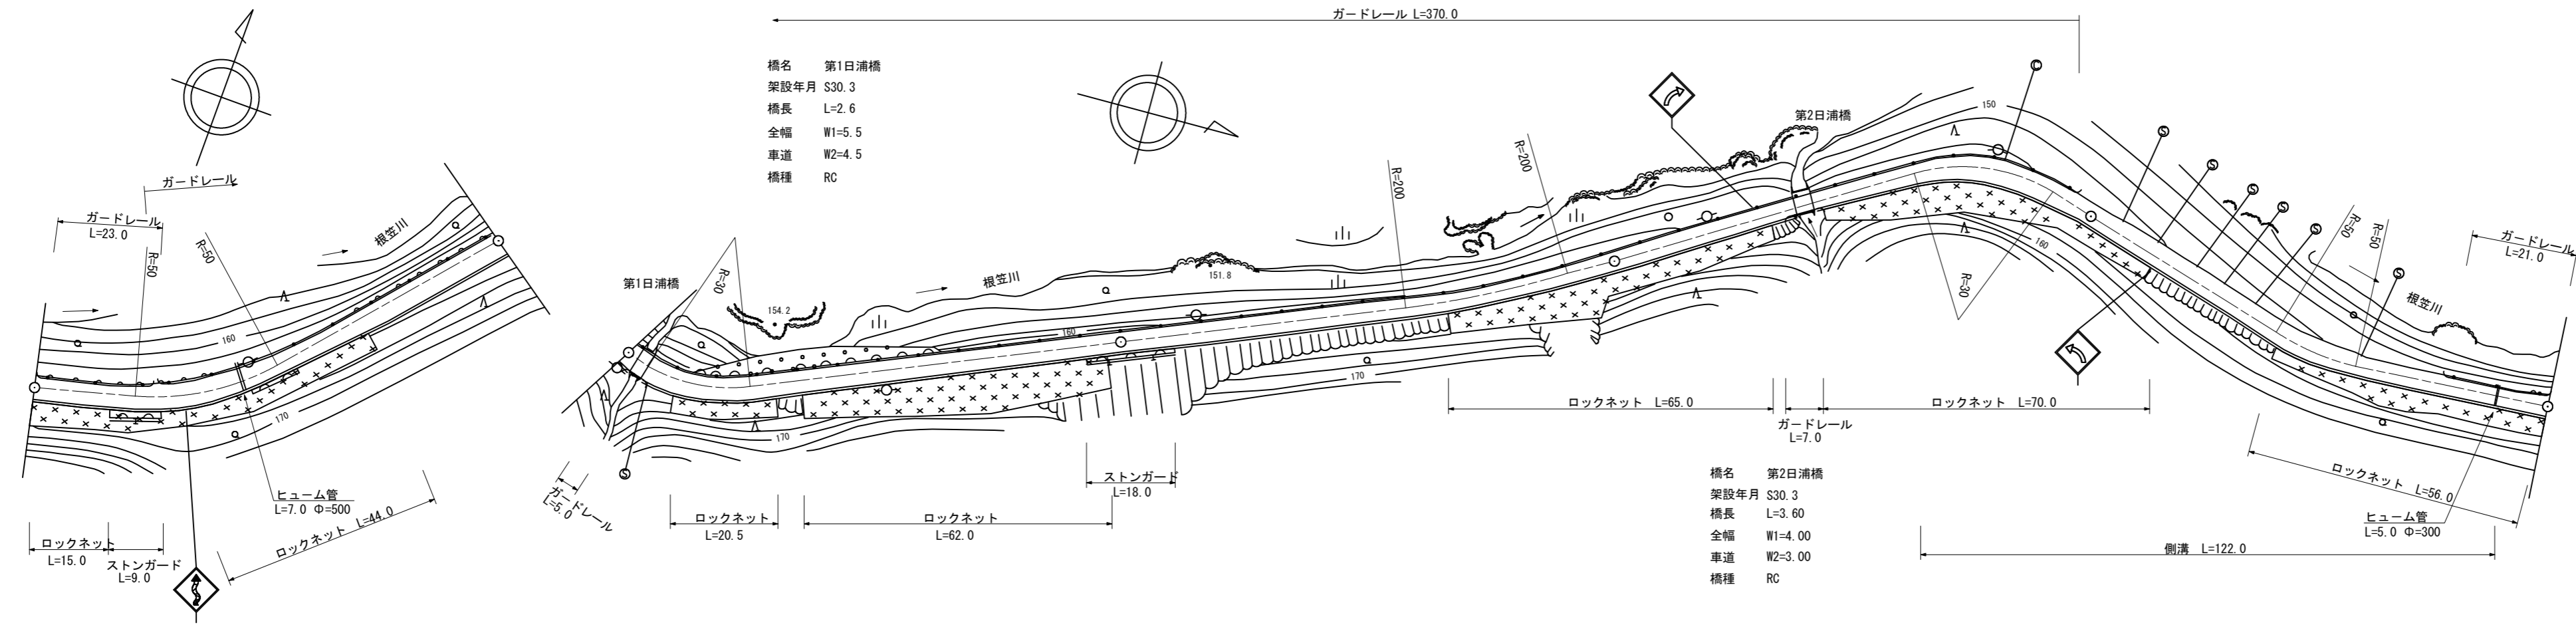 ガードレール L=370.0
橋名 第1日浦橋
架設年月 S30.3
橋長 L=2.6
全幅 W1=5.5
車道 W2=4.5
橋種 RC
ガードレール
ガードレール
L=23.0
R=50
R=50
根笠川
160
170
ヒューム管
L=7.0 Φ=500
ロックネット L=44.0
ロックネット
L=15.0
ストンガード
L=9.0
第1日浦橋
R=30
154.2
根笠川
151.8
160
170
170
S
ガードレール
L=5.0
ロックネット
L=20.5
ロックネット
L=62.0
ストンガード
L=18.0
R=200
R=200
第2日浦橋
150
C
S
S
S
S
S
S
160
R=30
R=50
R=50
根笠川
ガードレール
L=21.0
ロックネット L=65.0
ガードレール
L=7.0
ロックネット L=70.0
橋名 第2日浦橋
架設年月 S30.3
橋長 L=3.60
全幅 W1=4.00
車道 W2=3.00
橋種 RC
ロックネット L=56.0
ヒューム管
L=5.0 Φ=300
側溝 L=122.0